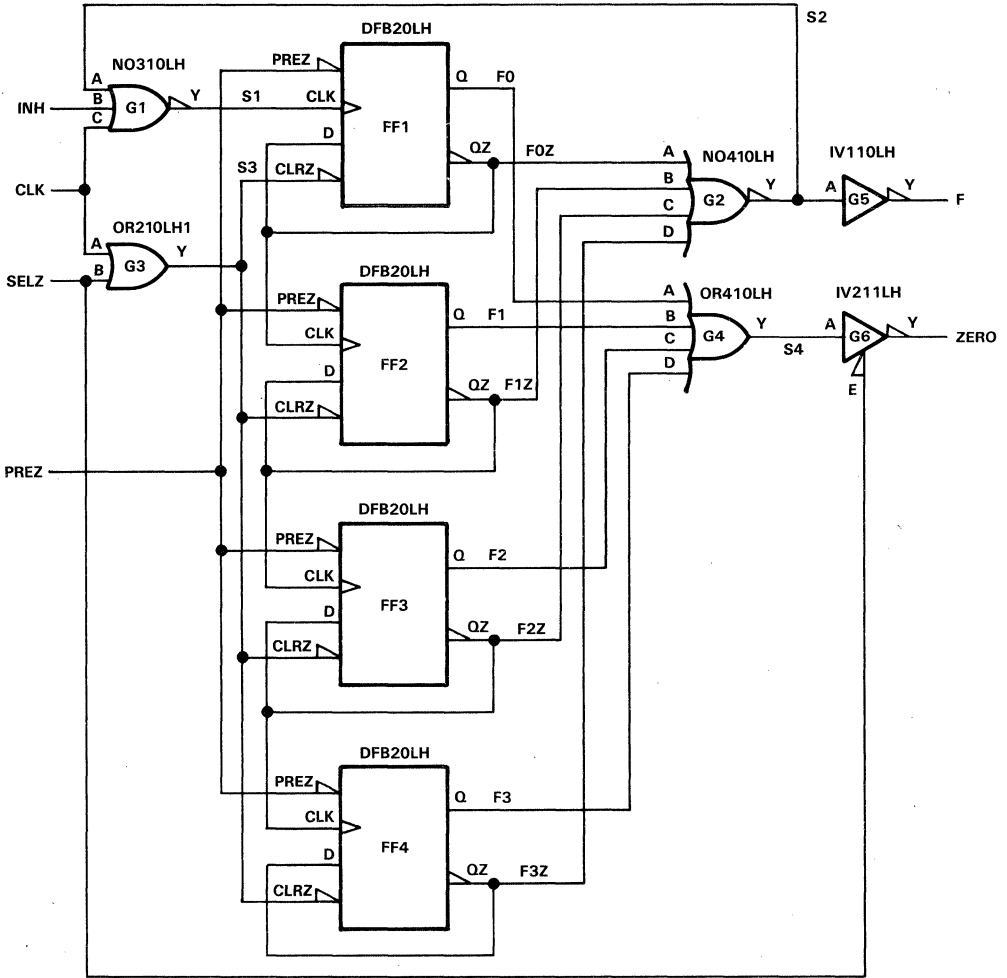 S2
DFB20LH
PREZ
Q F0
NO310LH
A
INH B G1 Y S1 CLK
C
FF1
D
QZ F0Z A NO410LH IV110LH
S3 CLRZ
B Y A Y
CLK
G2 G5 F
C
OR210LH1
D
A Y
G3
SELZ B
DFB20LH
PREZ
A OR410LH IV211LH
Q F1 B
Y A Y
CLK
C G4 S4 G6 ZERO
FF2
D
D
QZ F1Z E
CLRZ
PREZ
DFB20LH
PREZ
Q F2
CLK
FF3
D
QZ F2Z
CLRZ
DFB20LH
PREZ
Q F3
CLK
FF4
D
QZ F3Z
CLRZ